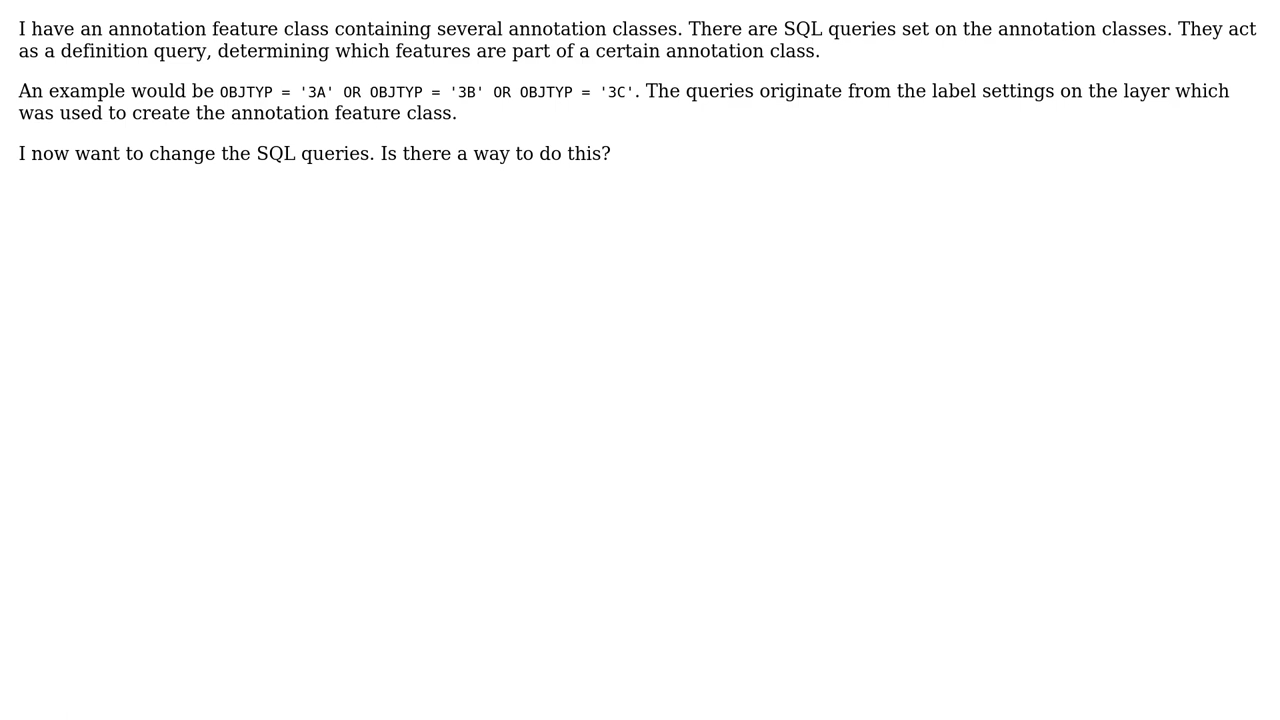 I have an annotation feature class containing several annotation classes. There are SQL queries set on the annotation classes. They act
as a definition query, determining which features are part of a certain annotation class.
An example would be OBJTYP = '3A' OR OBJTYP = '3B' OR OBJTYP = '3C'. The queries originate from the label settings on the layer which
was used to create the annotation feature class.
I now want to change the SQL queries. Is there a way to do this?